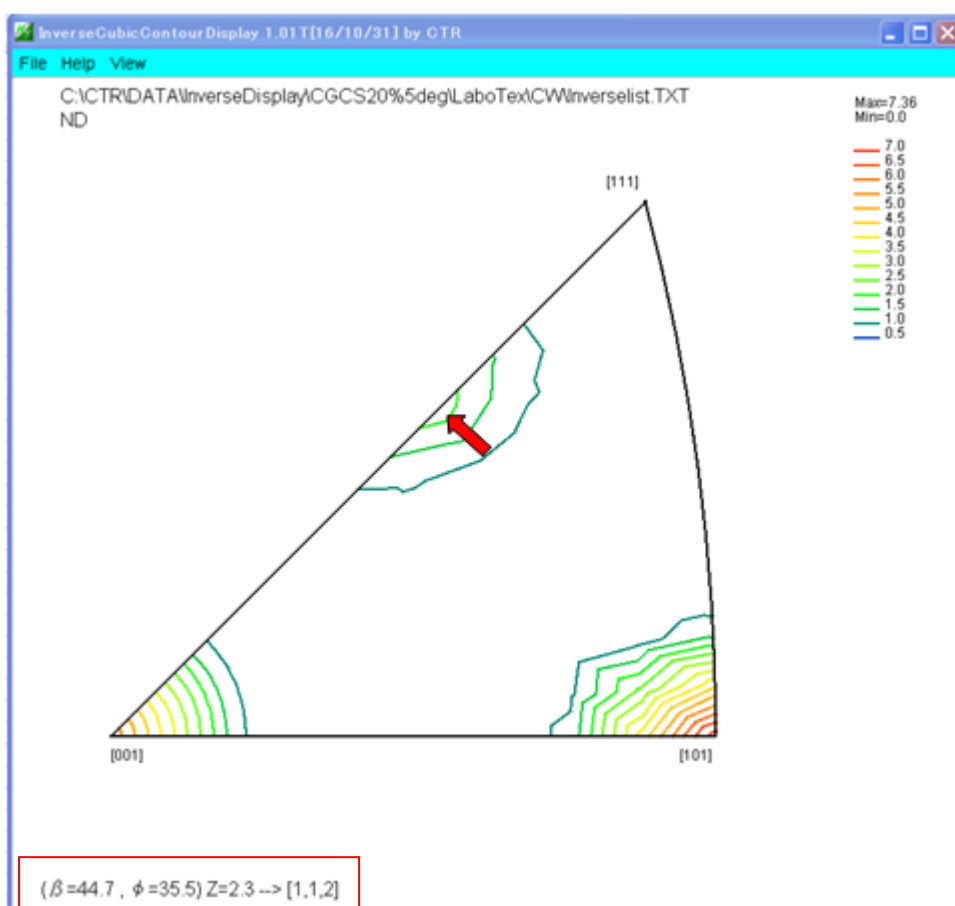 InverseCubicContourDisplay 1.01T[16/10/31] by CTR
File Help View
C:\CTR\DATA\InverseDisplay\CGCS20%5deg\LaboTex\CW\Inverselist.TXT
ND
Max=7.36
Min=0.0
7.0
6.5
6.0
5.5
5.0
4.5
4.0
3.5
3.0
2.5
2.0
1.5
1.0
0.5
[111]
[001]
[101]
(β=44.7 , ϕ=35.5) Z=2.3 --> [1,1,2]